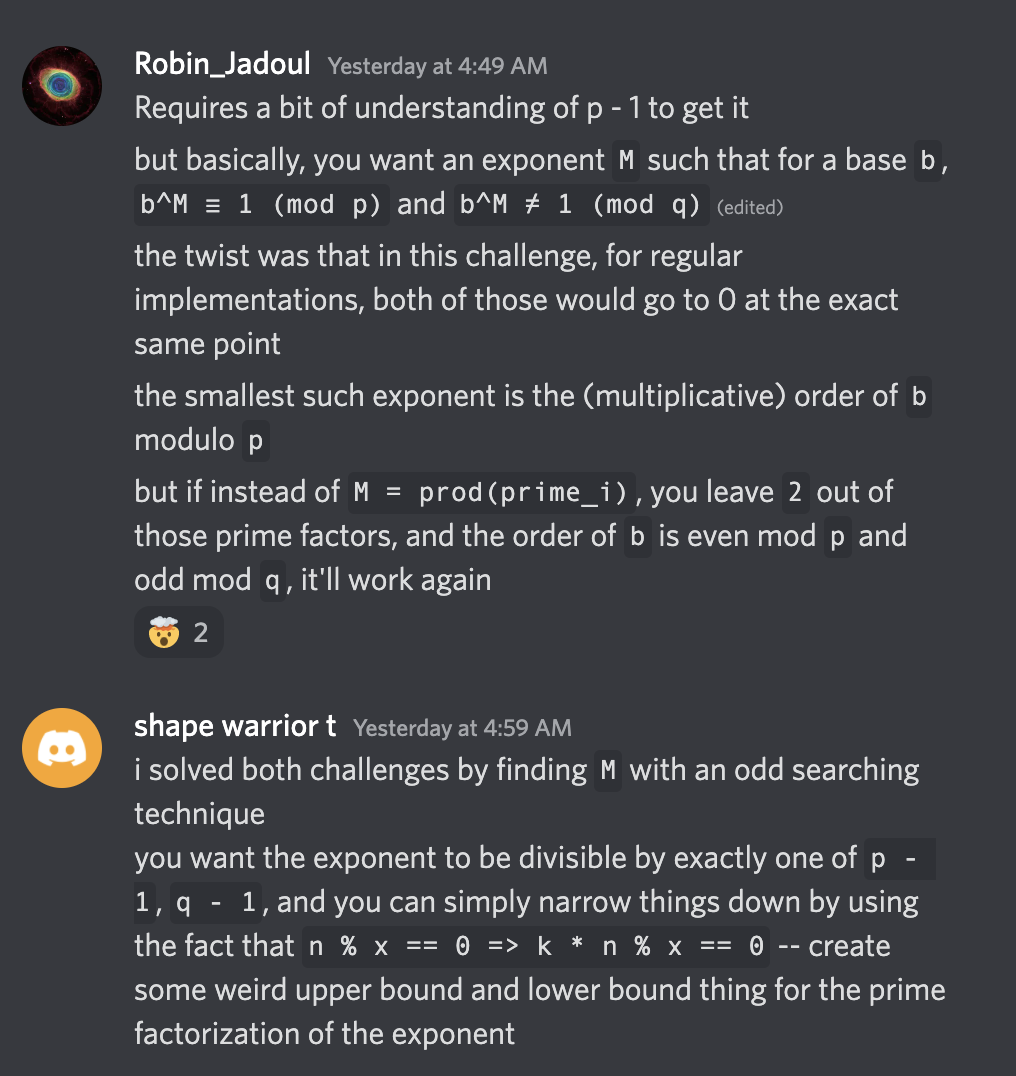 Robin_Jadoul Yesterday at 4:49 AM
Requires a bit of understanding of p - 1 to get it
but basically, you want an exponent M such that for a base b,
b^M ≡ 1 (mod p) and b^M ≠ 1 (mod q) (edited)
the twist was that in this challenge, for regular
implementations, both of those would go to 0 at the exact
same point
the smallest such exponent is the (multiplicative) order of b
modulo p
but if instead of M = prod(prime_i), you leave 2 out of
those prime factors, and the order of b is even mod p and
odd mod q, it'll work again
🤯 2
shape warrior t Yesterday at 4:59 AM
i solved both challenges by finding M with an odd searching
technique
you want the exponent to be divisible by exactly one of p -
1, q - 1, and you can simply narrow things down by using
the fact that n % x == 0 => k * n % x == 0 -- create
some weird upper bound and lower bound thing for the prime
factorization of the exponent